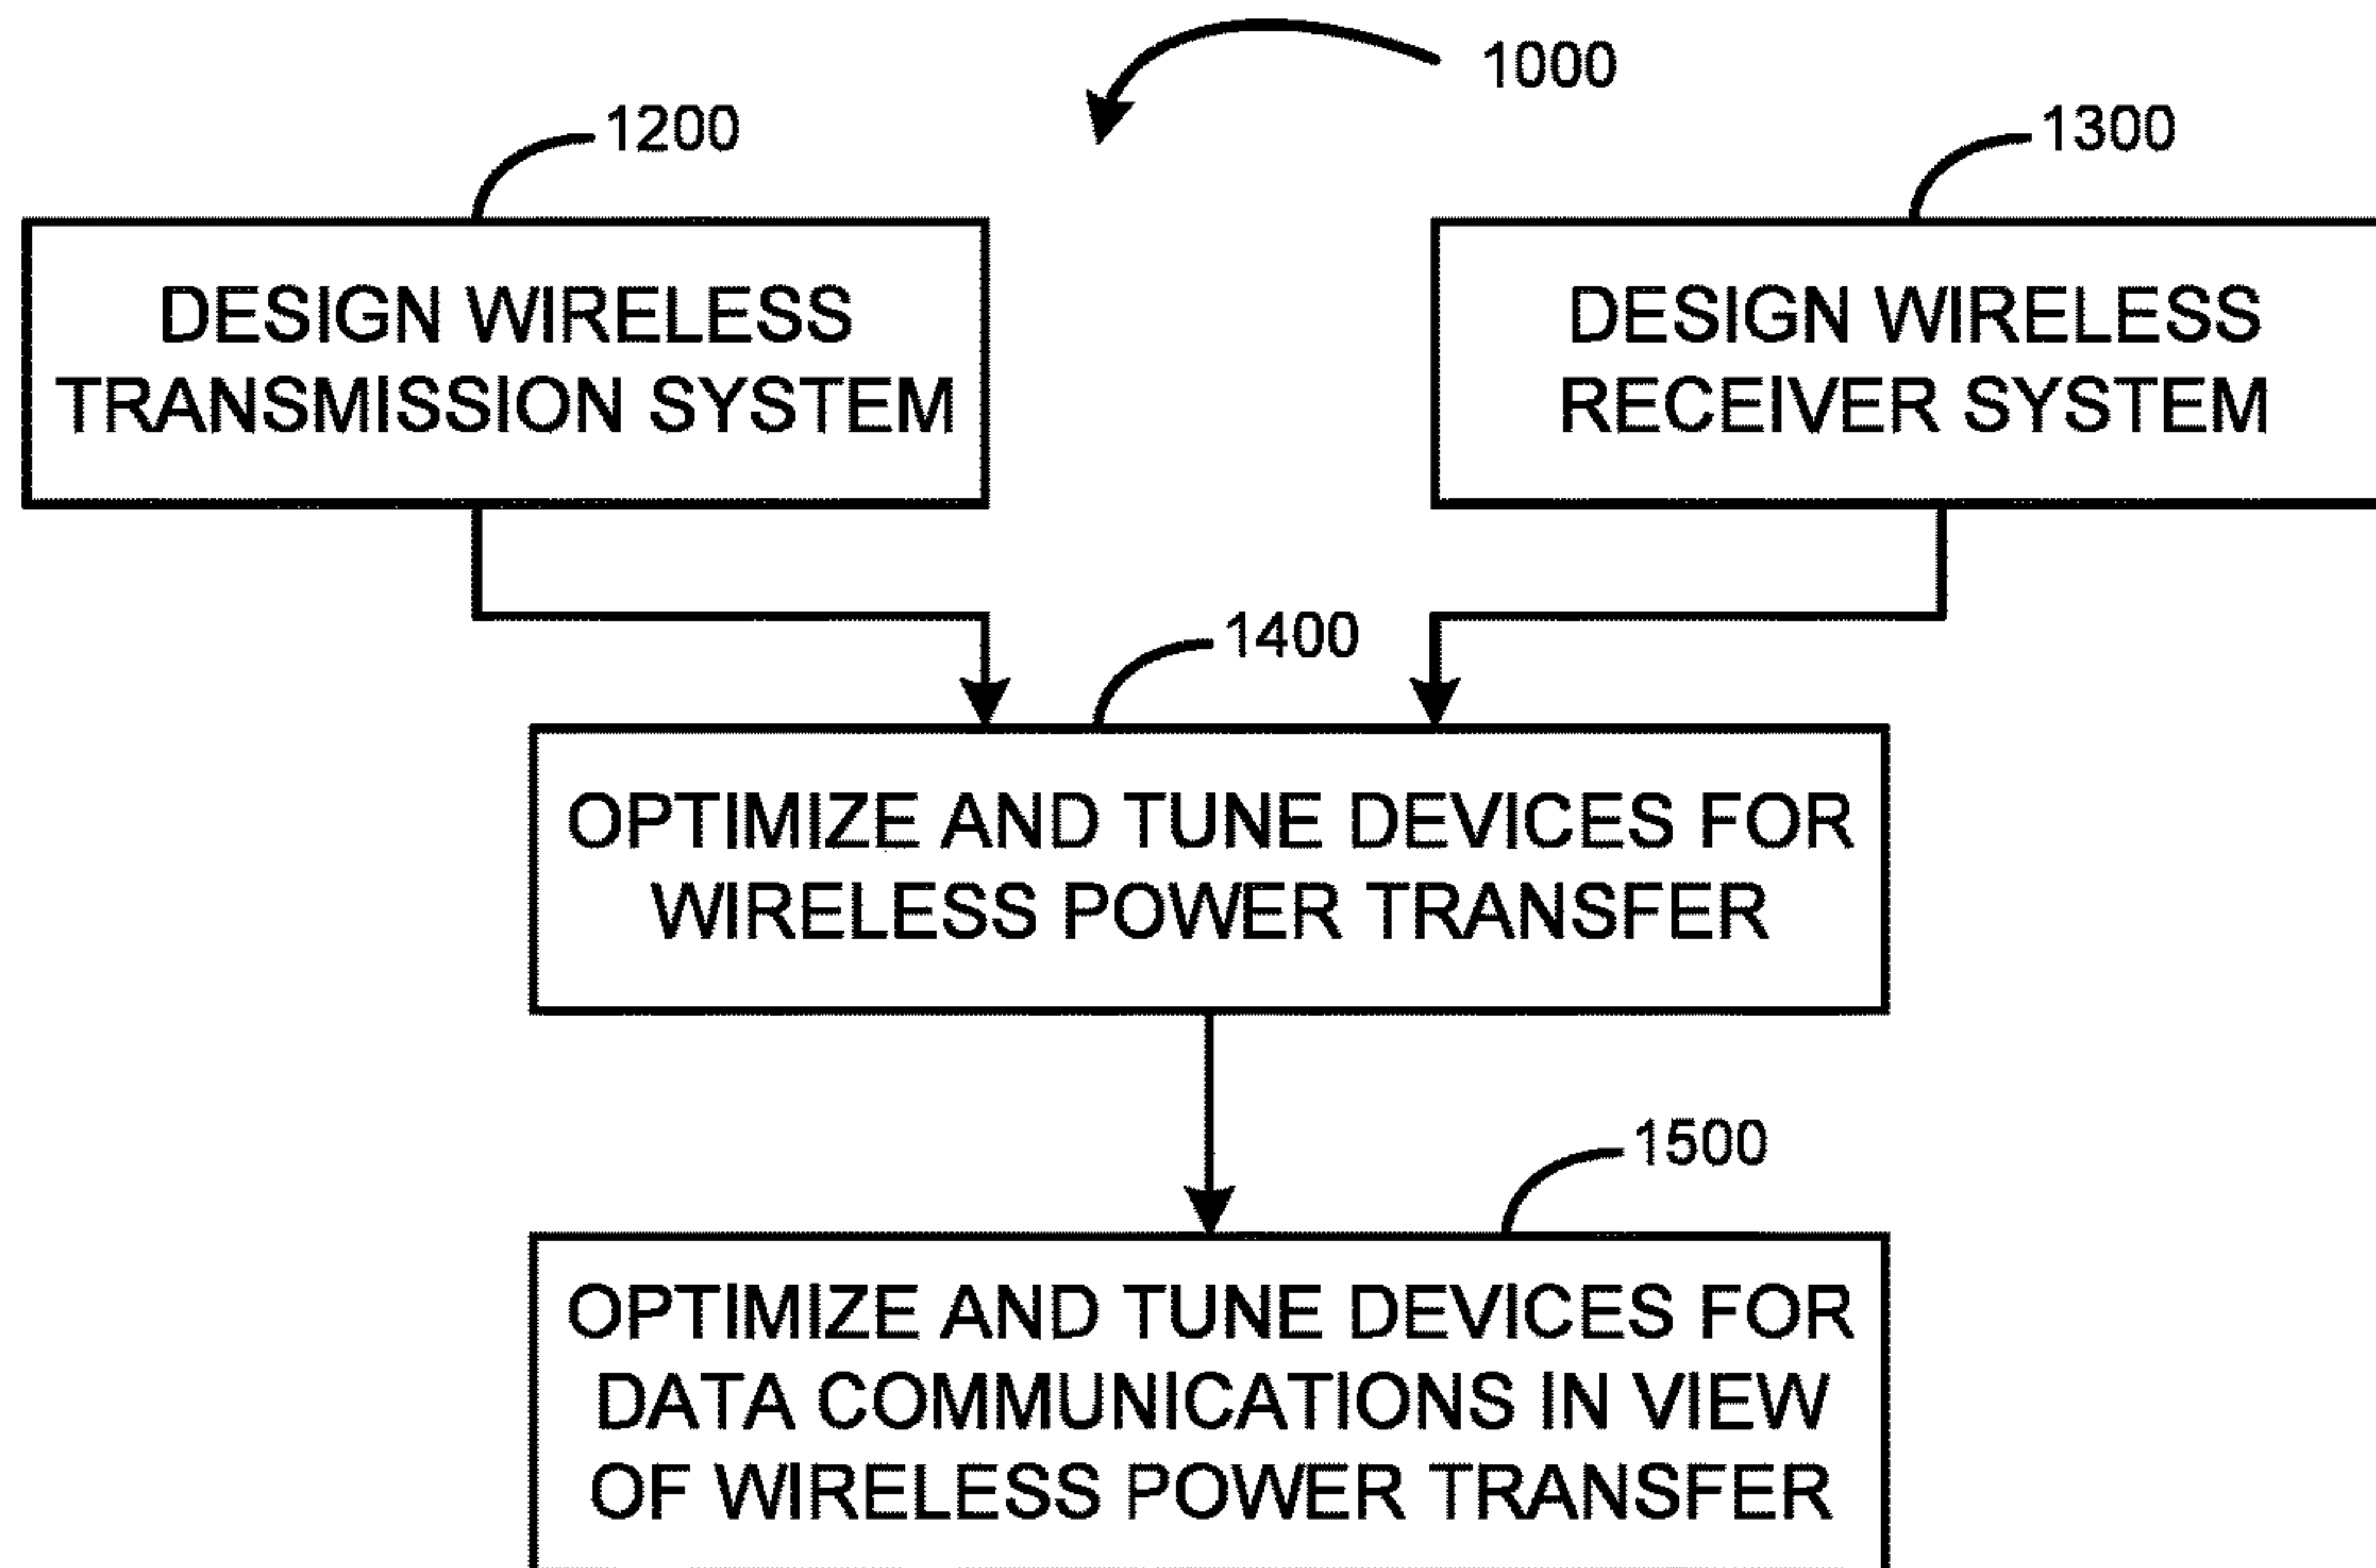 1000
1200
1300
DESIGN WIRELESS
TRANSMISSION SYSTEM
DESIGN WIRELESS
RECEIVER SYSTEM
1400
OPTIMIZE AND TUNE DEVICES FOR
WIRELESS POWER TRANSFER
1500
OPTIMIZE AND TUNE DEVICES FOR
DATA COMMUNICATIONS IN VIEW
OF WIRELESS POWER TRANSFER